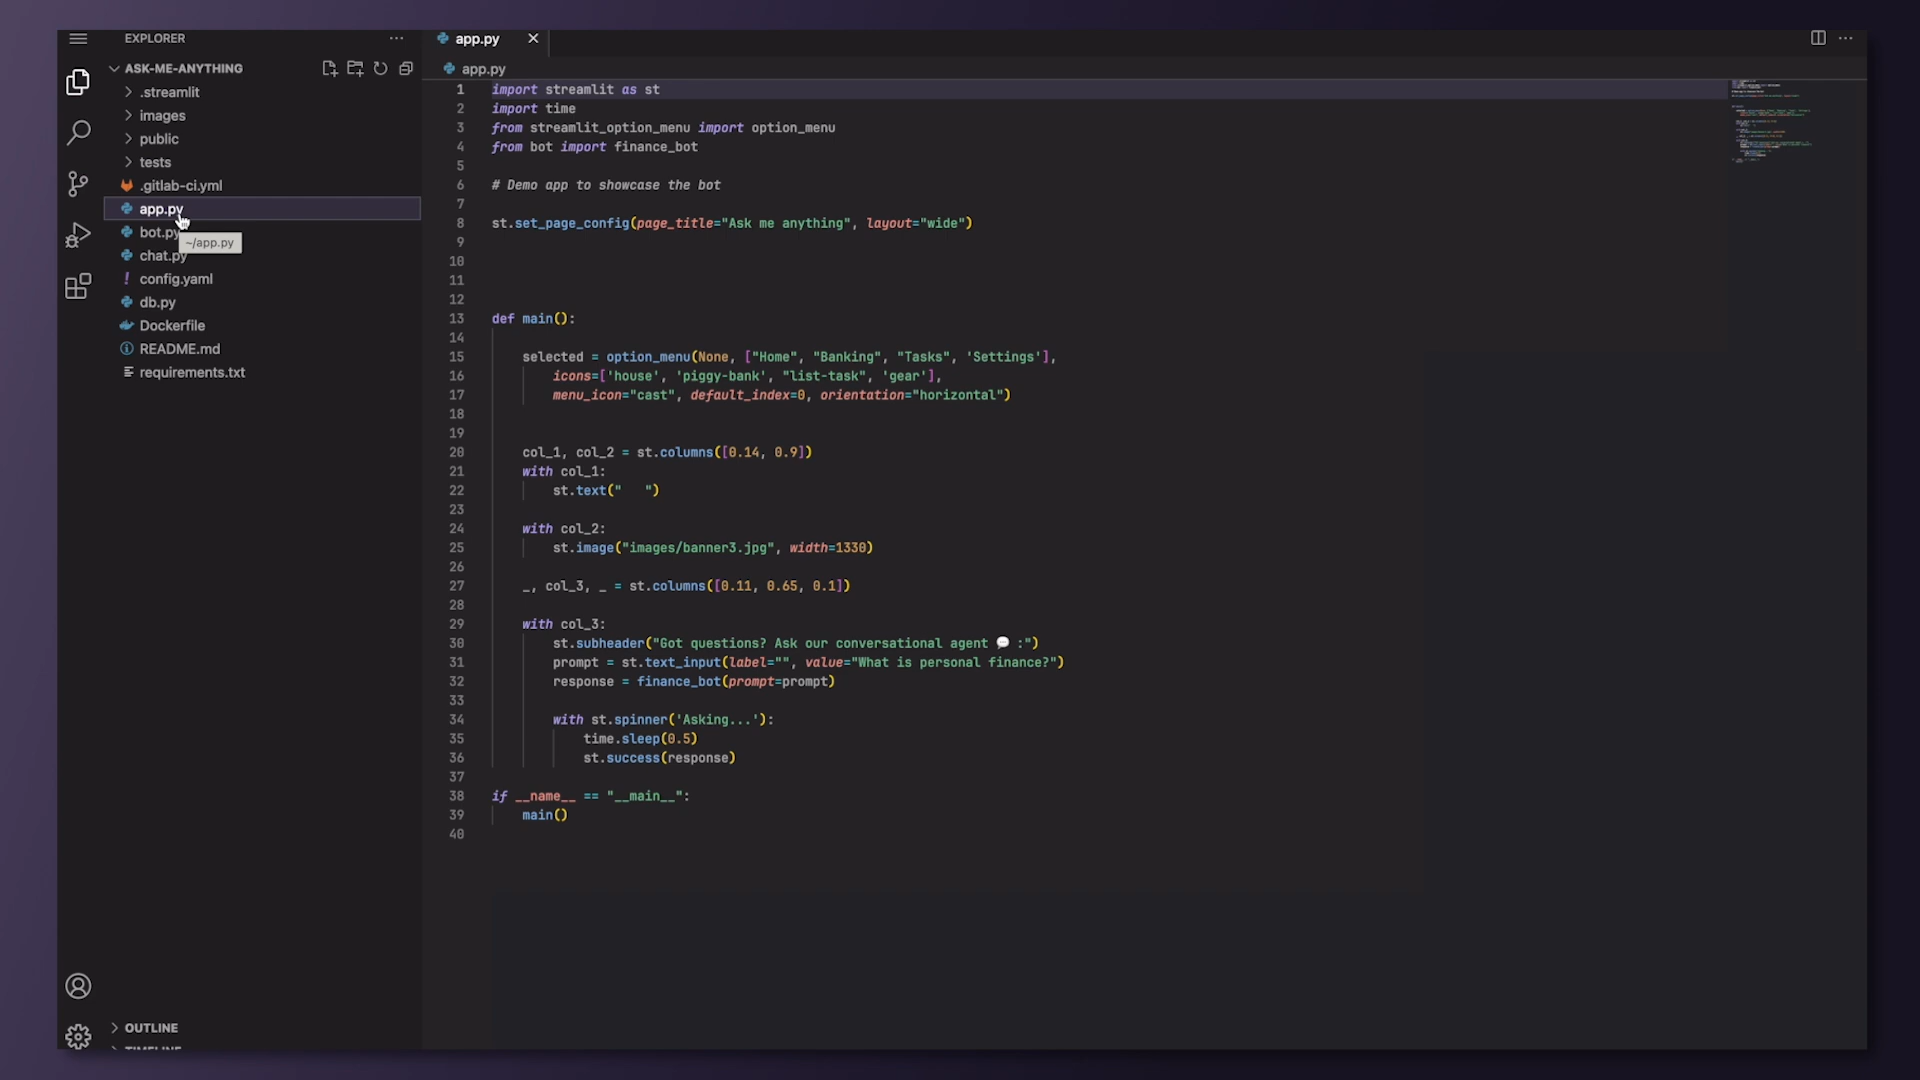 EXPLORER
ASK-ME-ANYTHING
.streamlit
images
public
tests
.gitlab-ci.yml
app.py
bot.py
~/app.py
chat.py
config.yaml
db.py
Dockerfile
README.md
requirements.txt
OUTLINE
TIMELINE
app.py
app.py
1 import streamlit as st
2 import time
3 from streamlit_option_menu import option_menu
4 from bot import finance_bot
5
6 # Demo app to showcase the bot
7
8 st.set_page_config(page_title="Ask me anything", layout="wide")
9
10
11
12
13 def main():
14
15 selected = option_menu(None, ["Home", "Banking", "Tasks", 'Settings'],
16 icons=['house', 'piggy-bank', "list-task", 'gear'],
17 menu_icon="cast", default_index=0, orientation="horizontal")
18
19
20 col_1, col_2 = st.columns([0.14, 0.9])
21 with col_1:
22 st.text("   ")
23
24 with col_2:
25 st.image("images/banner3.jpg", width=1330)
26
27 _, col_3, _ = st.columns([0.11, 0.65, 0.1])
28
29 with col_3:
30 st.subheader("Got questions? Ask our conversational agent 💬 :")
31 prompt = st.text_input(label="", value="What is personal finance?")
32 response = finance_bot(prompt=prompt)
33
34 with st.spinner('Asking...'):
35 time.sleep(0.5)
36 st.success(response)
37
38 if __name__ == "__main__":
39 main()
40